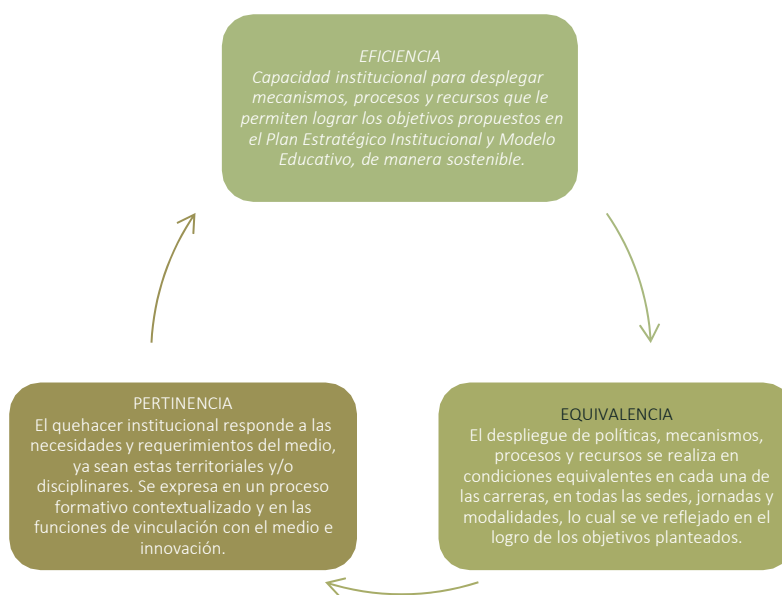 EFICIENCIA
Capacidad institucional para desplegar
mecanismos, procesos y recursos que le
permiten lograr los objetivos propuestos en
el Plan Estratégico Institucional y Modelo
Educativo, de manera sostenible.
PERTINENCIA
El quehacer institucional responde a las
necesidades y requerimientos del medio,
ya sean estas territoriales y/o
disciplinares. Se expresa en un proceso
formativo contextualizado y en las
funciones de vinculación con el medio e
innovación.
EQUIVALENCIA
El despliegue de políticas, mecanismos,
procesos y recursos se realiza en
condiciones equivalentes en cada una de
las carreras, en todas las sedes, jornadas y
modalidades, lo cual se ve reflejado en el
logro de los objetivos planteados.